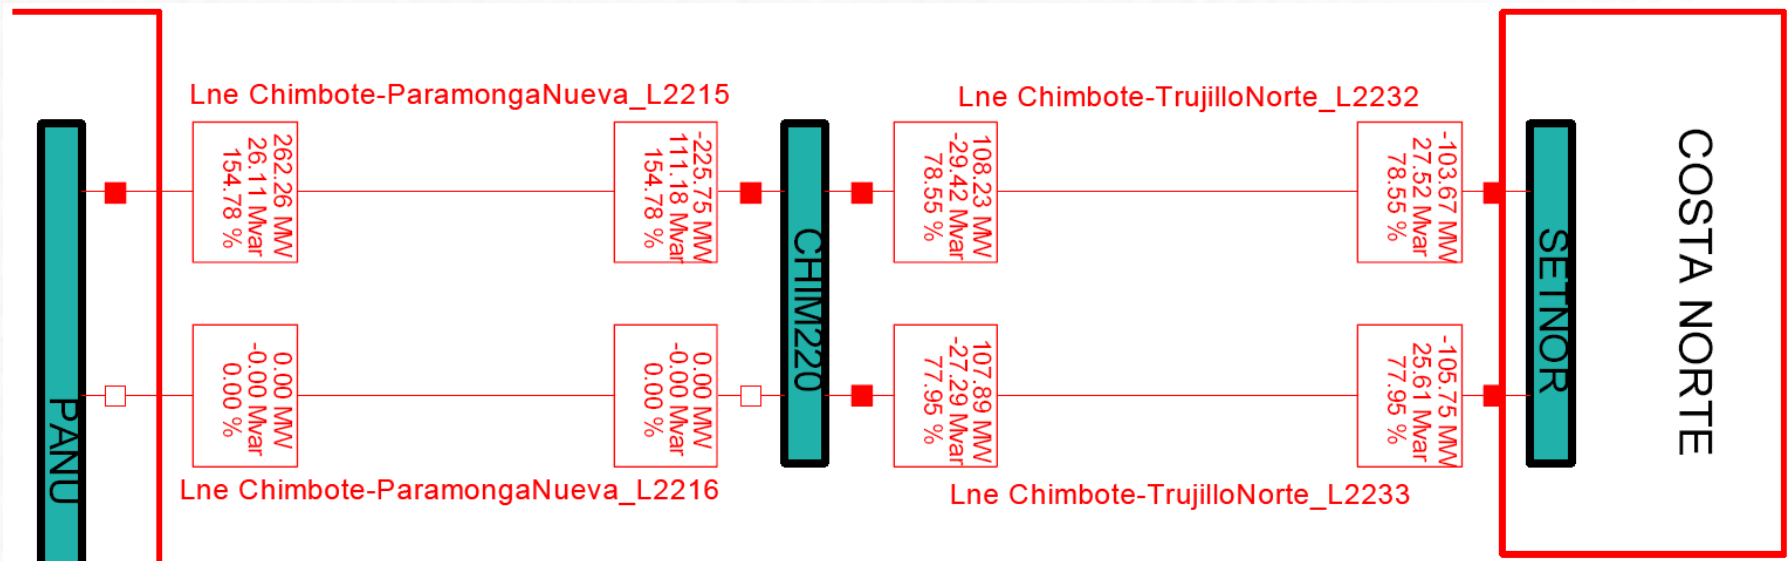 Lne Chimbote-ParamongaNueva_L2215
Lne Chimbote-TrujilloNorte_L2232
262.26 MW
26.11 Mvar
154.78 %
-225.75 MW
111.18 Mvar
154.78 %
108.23 MW
-29.42 Mvar
78.55 %
-103.67 MW
27.52 Mvar
78.55 %
PANU
CHIM220
SETNOR
COSTA NORTE
0.00 MW
-0.00 Mvar
0.00 %
0.00 MW
-0.00 Mvar
0.00 %
107.89 MW
-27.29 Mvar
77.95 %
-105.75 MW
25.61 Mvar
77.95 %
Lne Chimbote-ParamongaNueva_L2216
Lne Chimbote-TrujilloNorte_L2233